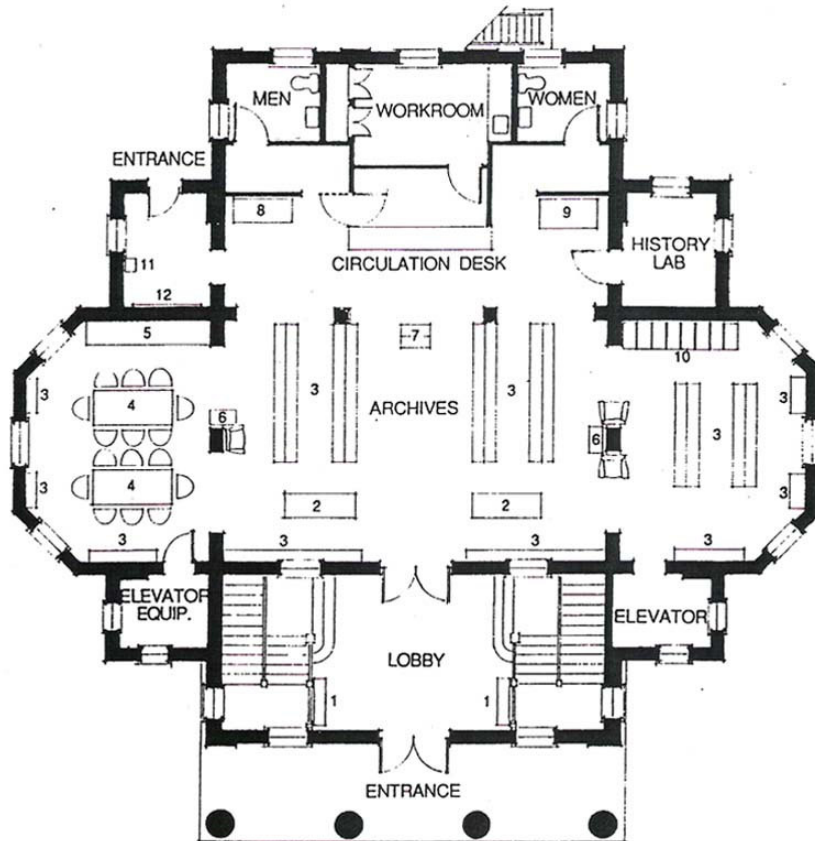 MEN
WORKROOM
WOMEN
ENTRANCE
8
9
11
HISTORY
LAB
CIRCULATION DESK
12
5
7
10
3
4
3
3
3
3
6
ARCHIVES
6
3
4
3
2
2
3
3
3
3
ELEVATOR
EQUIP.
ELEVATOR
LOBBY
1
1
ENTRANCE